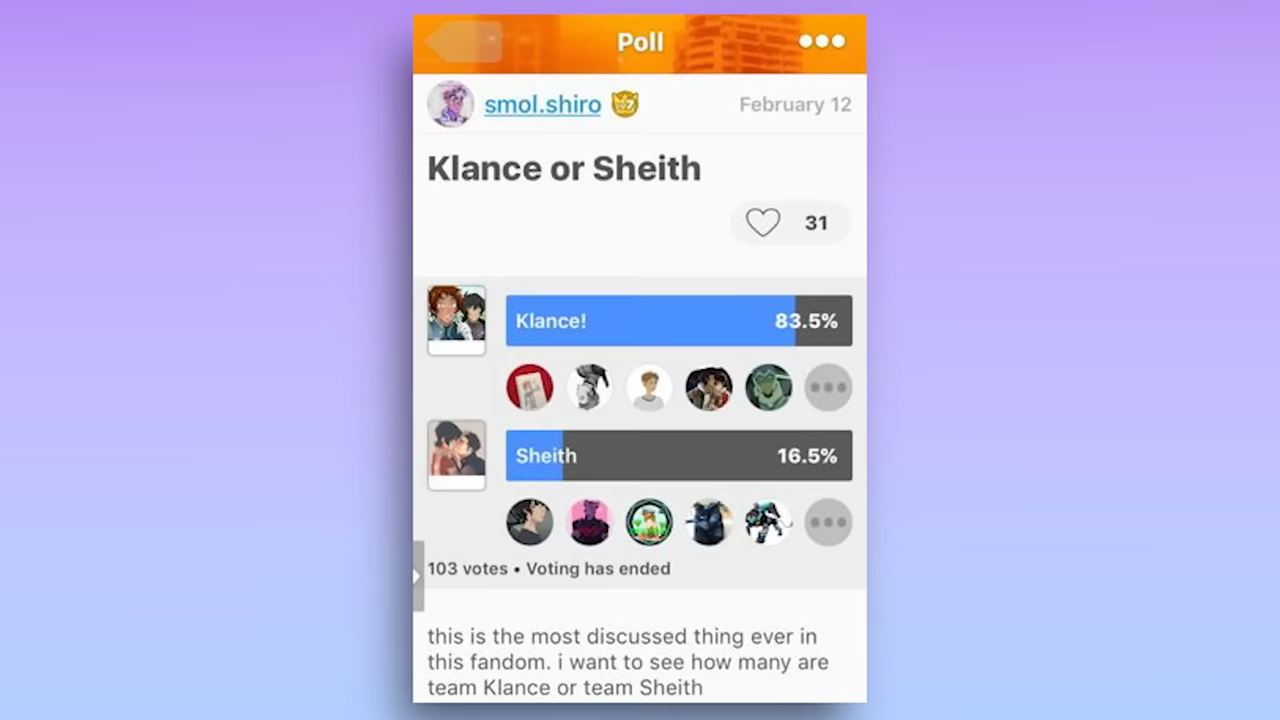 Poll
smol.shiro
February 12
Klance or Sheith
31
Klance! 83.5%
Sheith 16.5%
103 votes • Voting has ended
this is the most discussed thing ever in
this fandom. i want to see how many are
team Klance or team Sheith